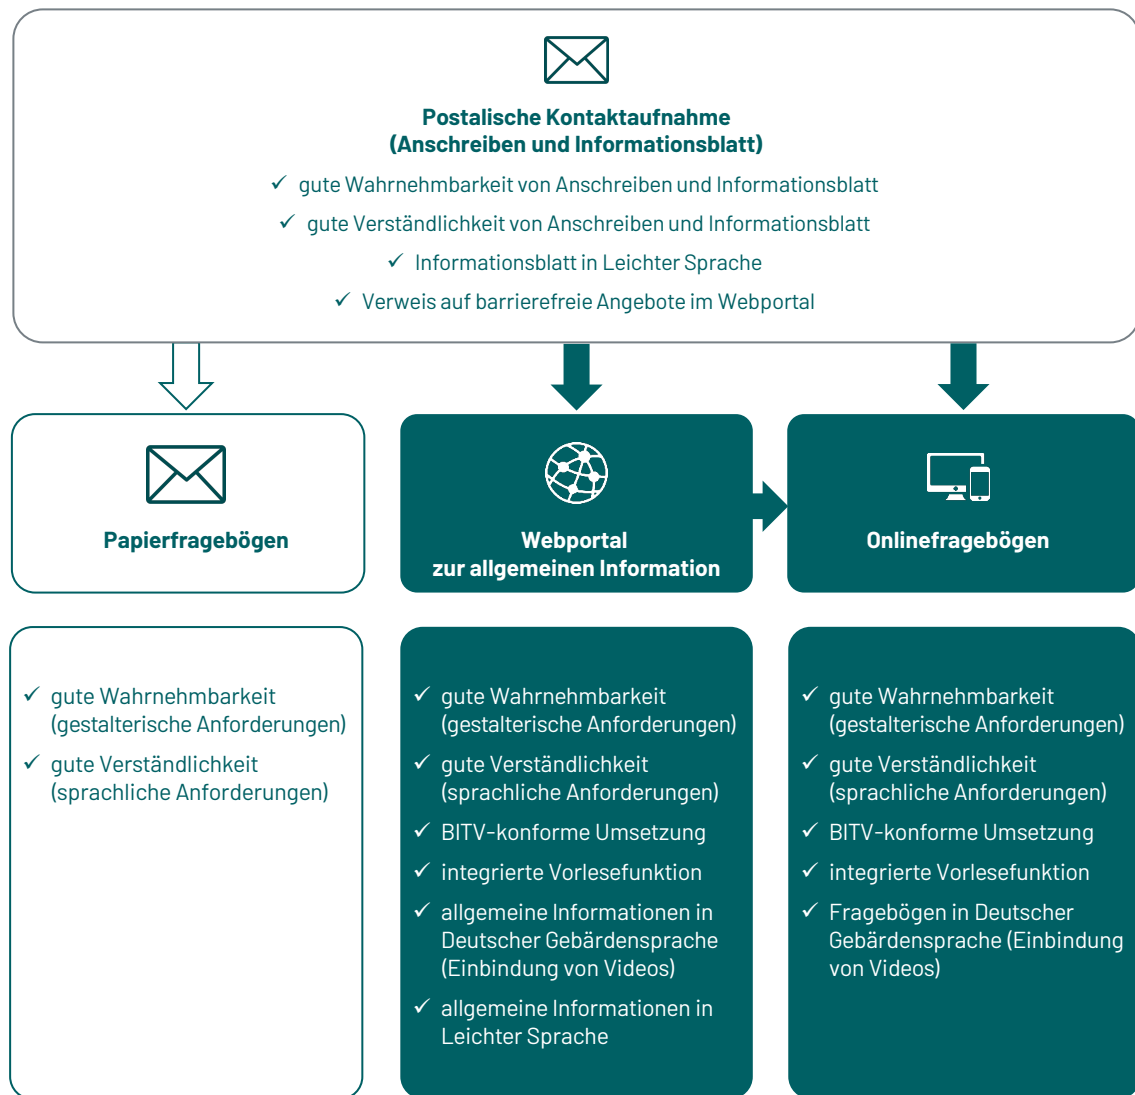 Postalische Kontaktaufnahme
(Anschreiben und Informationsblatt)
✓ gute Wahrnehmbarkeit von Anschreiben und Informationsblatt
✓ gute Verständlichkeit von Anschreiben und Informationsblatt
✓ Informationsblatt in Leichter Sprache
✓ Verweis auf barrierefreie Angebote im Webportal
Papierfragebögen
Webportal
zur allgemeinen Information
Onlinefragebögen
✓ gute Wahrnehmbarkeit
(gestalterische Anforderungen)
✓ gute Verständlichkeit
(sprachliche Anforderungen)
✓ gute Wahrnehmbarkeit
(gestalterische Anforderungen)
✓ gute Verständlichkeit
(sprachliche Anforderungen)
✓ BITV-konforme Umsetzung
✓ integrierte Vorlesefunktion
✓ allgemeine Informationen in
Deutscher Gebärdensprache
(Einbindung von Videos)
✓ allgemeine Informationen in
Leichter Sprache
✓ gute Wahrnehmbarkeit
(gestalterische Anforderungen)
✓ gute Verständlichkeit
(sprachliche Anforderungen)
✓ BITV-konforme Umsetzung
✓ integrierte Vorlesefunktion
✓ Fragebögen in Deutscher
Gebärdensprache (Einbindung
von Videos)